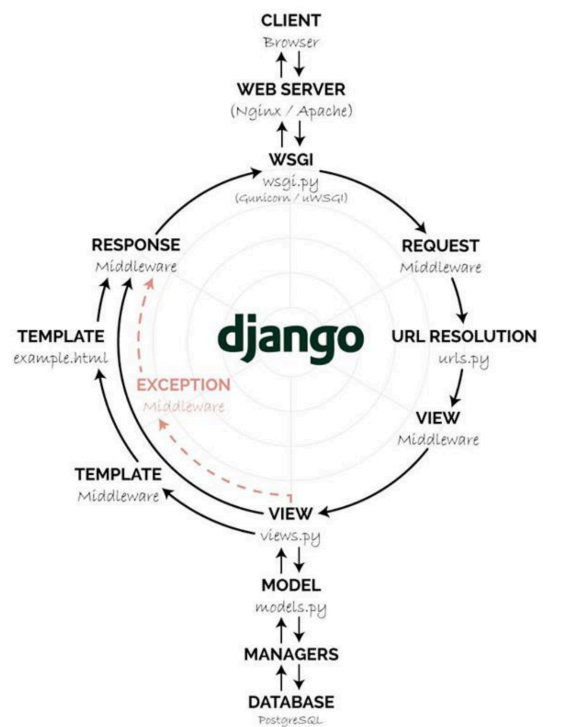 CLIENT
Browser
WEB SERVER
(Nginx / Apache)
WSGI
wsgi.py
(Gunicorn / uWSGI)
RESPONSE
Middleware
REQUEST
Middleware
TEMPLATE
example.html
django
URL RESOLUTION
urls.py
EXCEPTION
Middleware
VIEW
Middleware
TEMPLATE
Middleware
VIEW
views.py
MODEL
models.py
MANAGERS
DATABASE
PostgreSQL